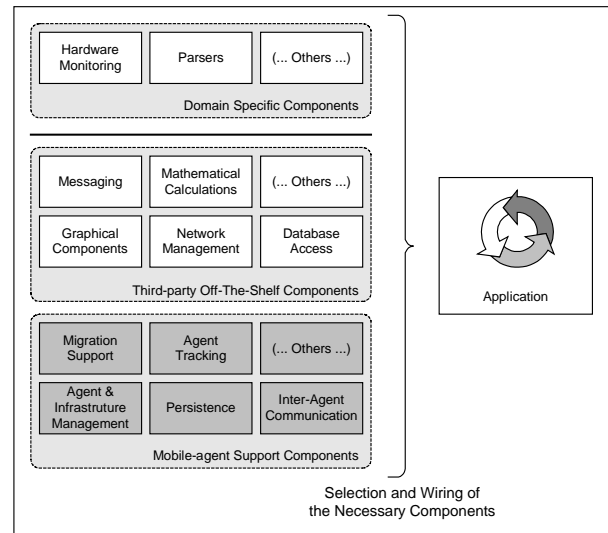 Hardware
Monitoring
Parsers
(... Others ...)
Domain Specific Components
Messaging
Mathematical
Calculations
(... Others ...)
Graphical
Components
Network
Management
Database
Access
Third-party Off-The-Shelf Components
Migration
Support
Agent
Tracking
(... Others ...)
Agent &
Infrastruture
Management
Persistence
Inter-Agent
Communication
Mobile-agent Support Components
Application
Selection and Wiring of
the Necessary Components